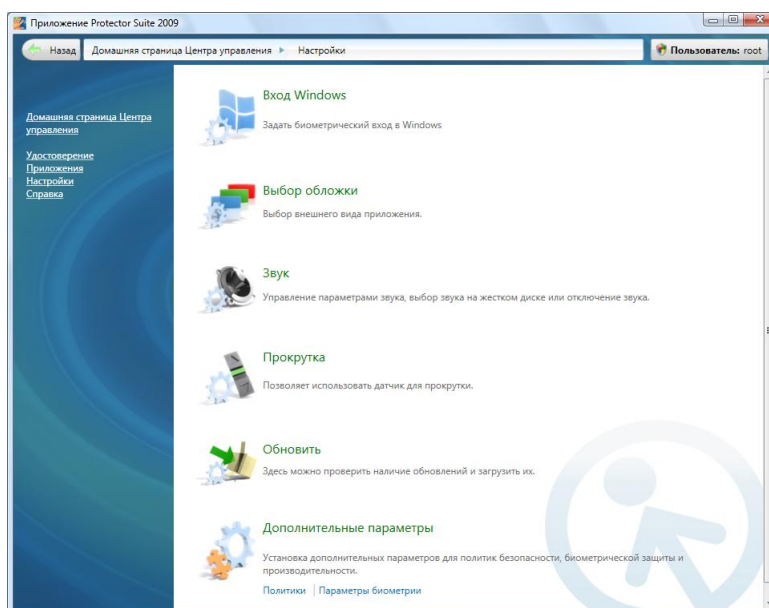 Приложение Protector Suite 2009
Назад
Домашняя страница Центра управления
Настройки
Пользователь: root
Домашняя страница Центра
управления
Удостоверение
Приложения
Настройки
Справка
Вход Windows
Задать биометрический вход в Windows
Выбор обложки
Выбор внешнего вида приложения.
Звук
Управление параметрами звука, выбор звука на жестком диске или отключение звука.
Прокрутка
Позволяет использовать датчик для прокрутки.
Обновить
Здесь можно проверить наличие обновлений и загрузить их.
Дополнительные параметры
Установка дополнительных параметров для политик безопасности, биометрической защиты и
производительности.
Политики | Параметры биометрии